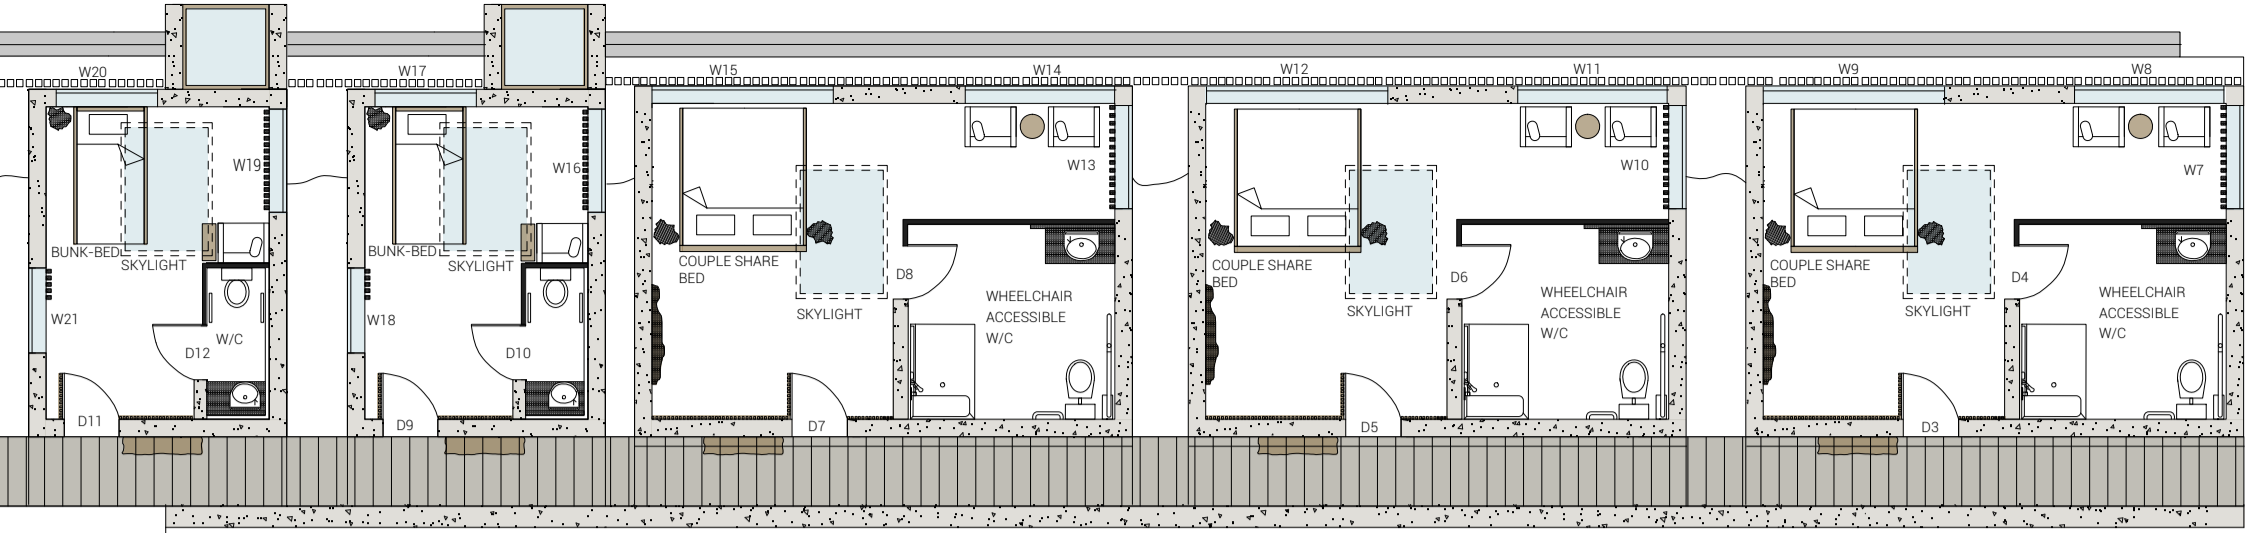 W20
W17
W15
W14
W12
W11
W9
W8
W19
W16
W13
W10
W7
BUNK-BED
SKYLIGHT
BUNK-BED
SKYLIGHT
COUPLE SHARE
BED
D8
COUPLE SHARE
BED
D6
COUPLE SHARE
BED
D4
WHEELCHAIR
ACCESSIBLE
W/C
WHEELCHAIR
ACCESSIBLE
W/C
WHEELCHAIR
ACCESSIBLE
W/C
SKYLIGHT
SKYLIGHT
SKYLIGHT
W21
W/C
D12
W18
D10
D11
D9
D7
D5
D3